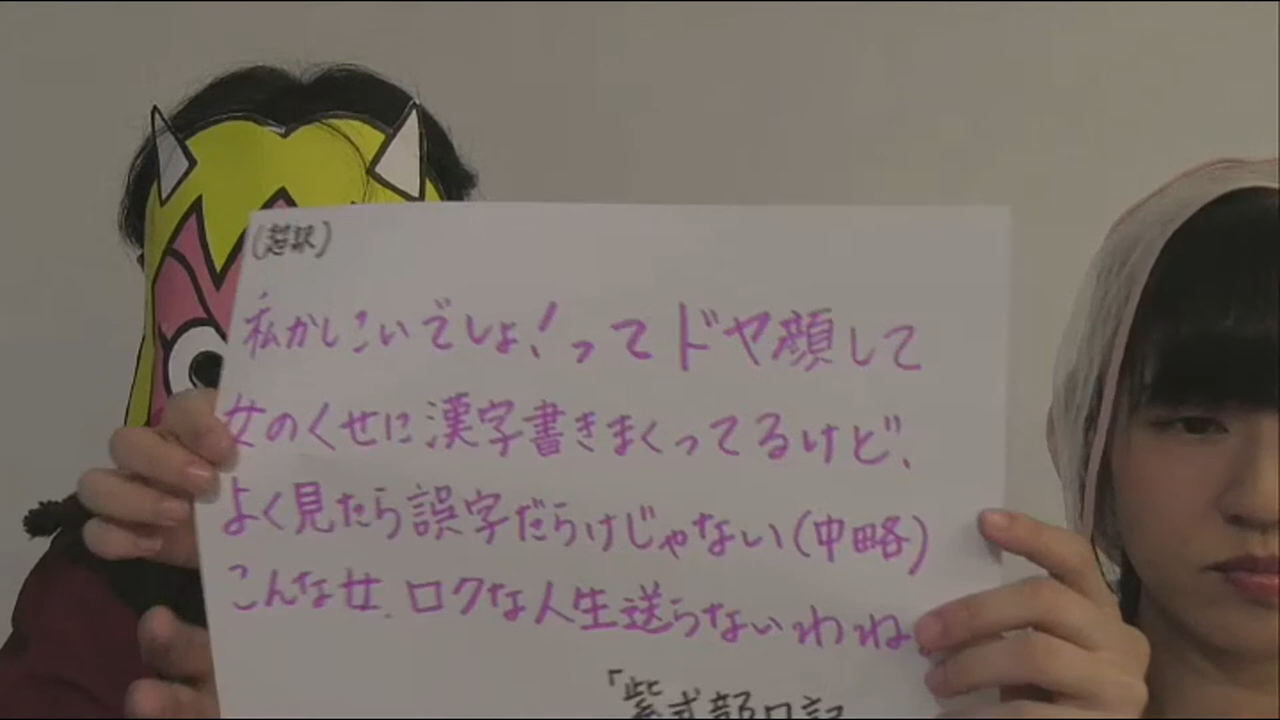 (超訳)
私かしこいでしょ!ってドヤ顔して
女のくせに漢字書きまくってるけど、
よく見たら誤字だらけじゃない(中略)
こんな女、ロクな人生送らないわね。
「紫式部日記